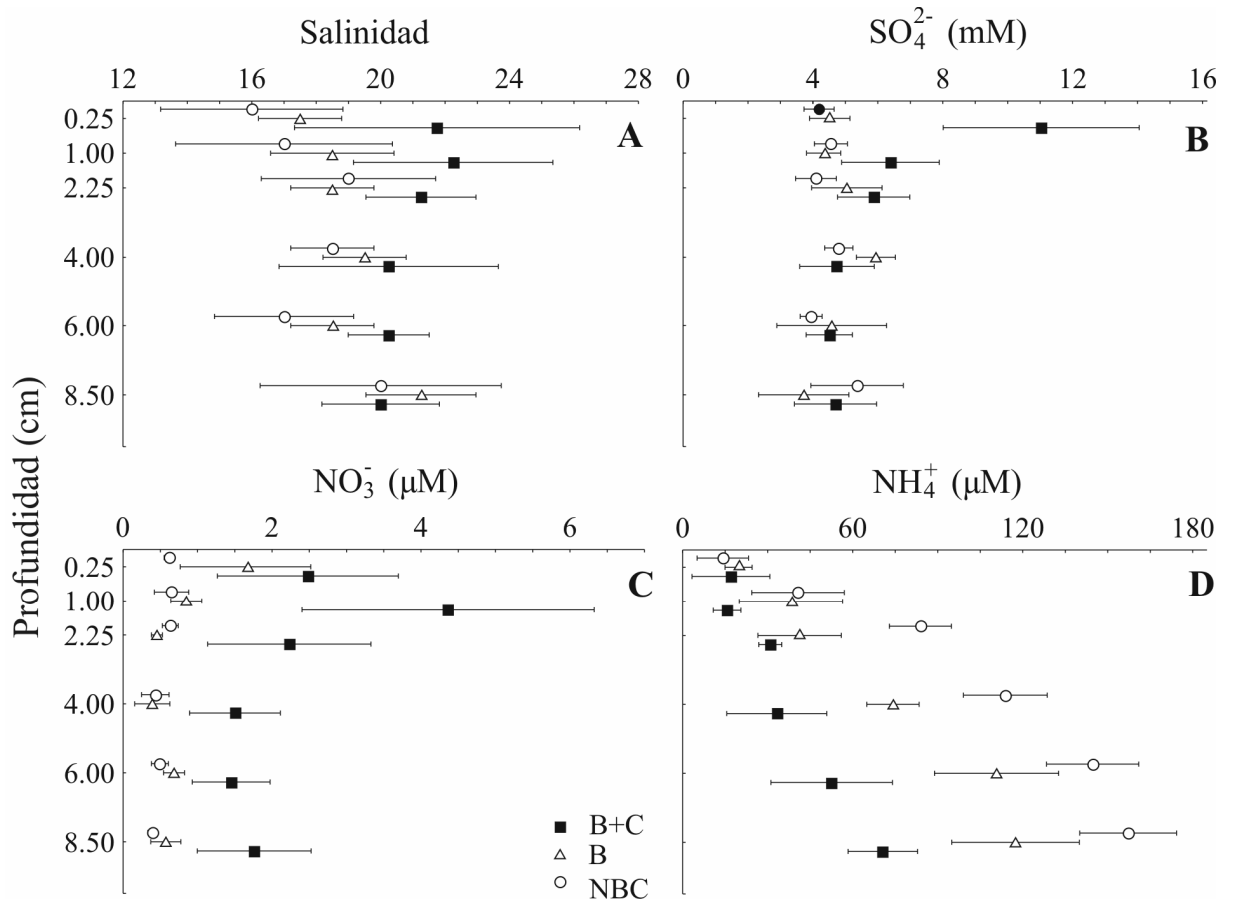 Salinidad
12 16 20 24 28
0.25
1.00
2.25
4.00
6.00
8.50
A
SO₄²⁻ (mM)
0 4 8 12 16
B
Profundidad (cm)
NO₃⁻ (μM)
0 2 4 6
0.25
1.00
2.25
4.00
6.00
8.50
C
B+C
B
NBC
NH₄⁺ (μM)
0 60 120 180
D